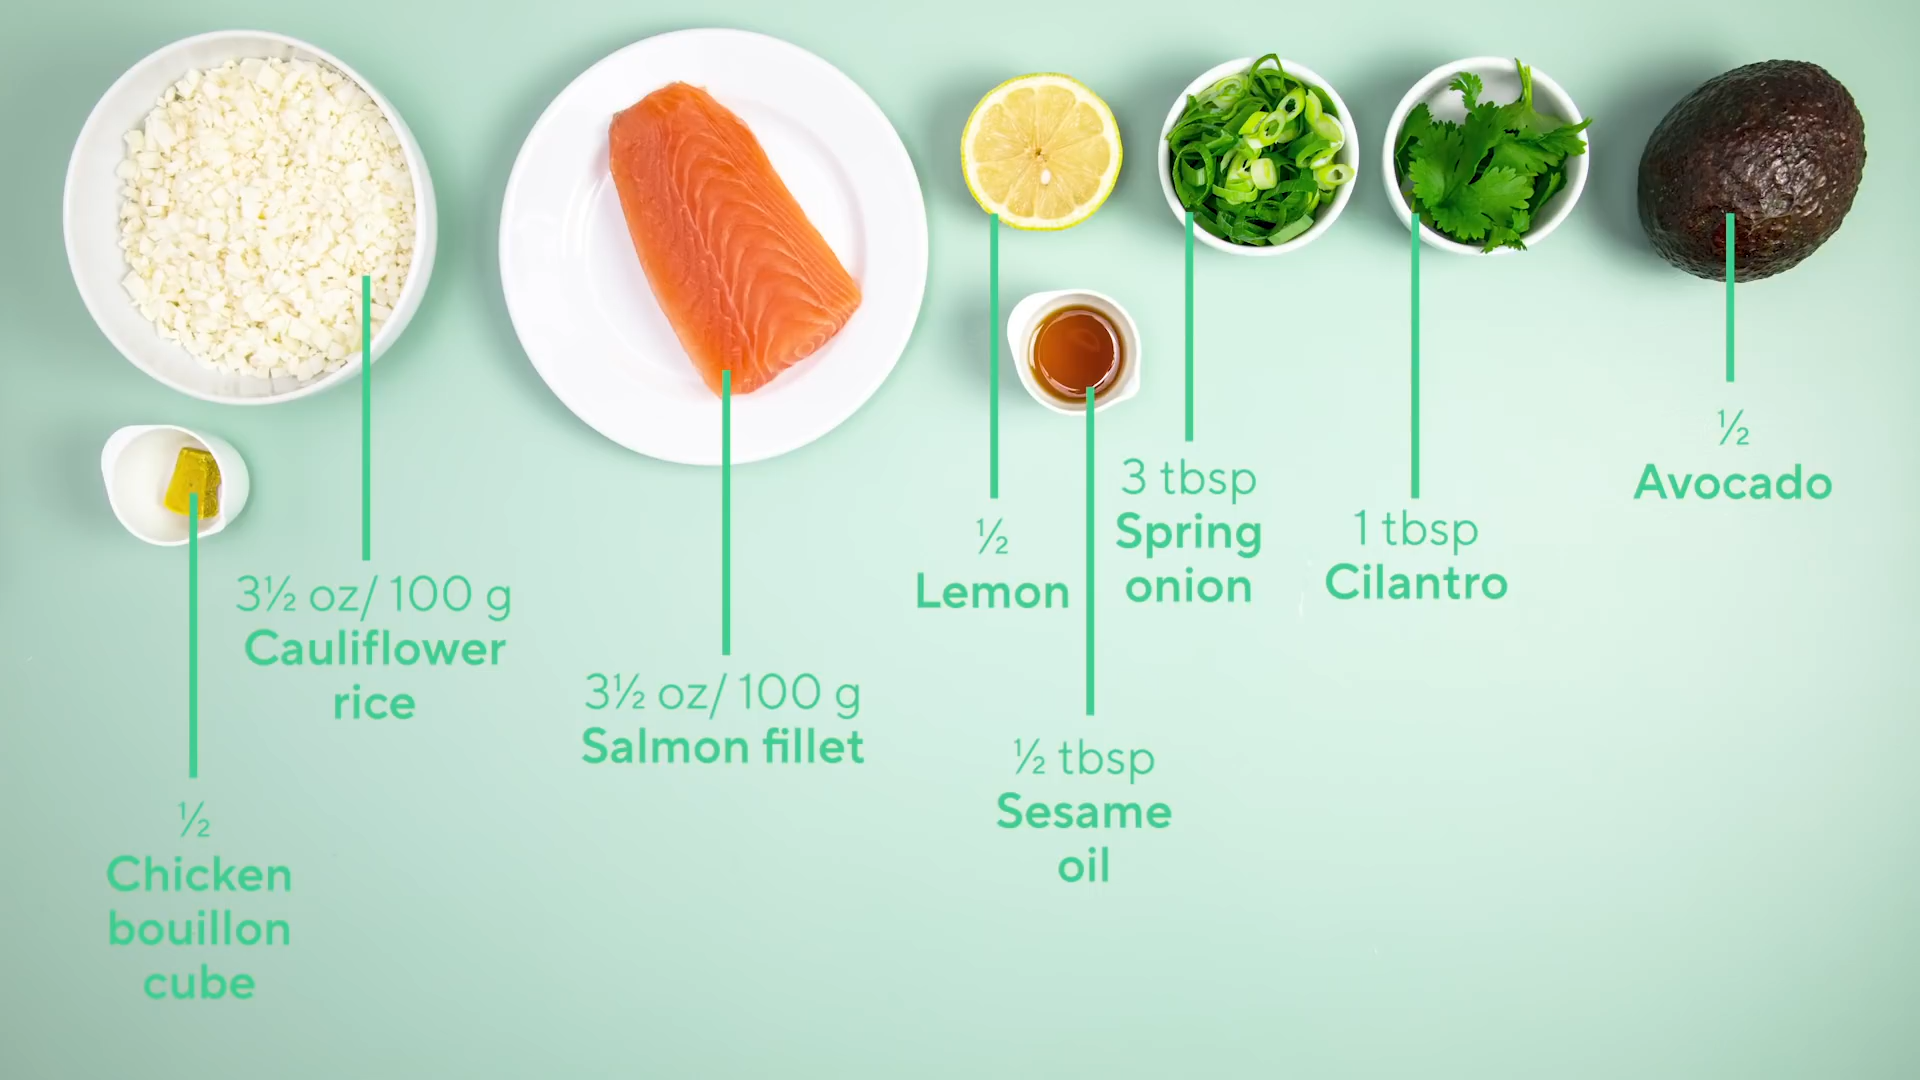 ½
Chicken
bouillon
cube
3½ oz/ 100 g
Cauliflower
rice
3½ oz/ 100 g
Salmon fillet
½
Lemon
½ tbsp
Sesame
oil
3 tbsp
Spring
onion
1 tbsp
Cilantro
½
Avocado